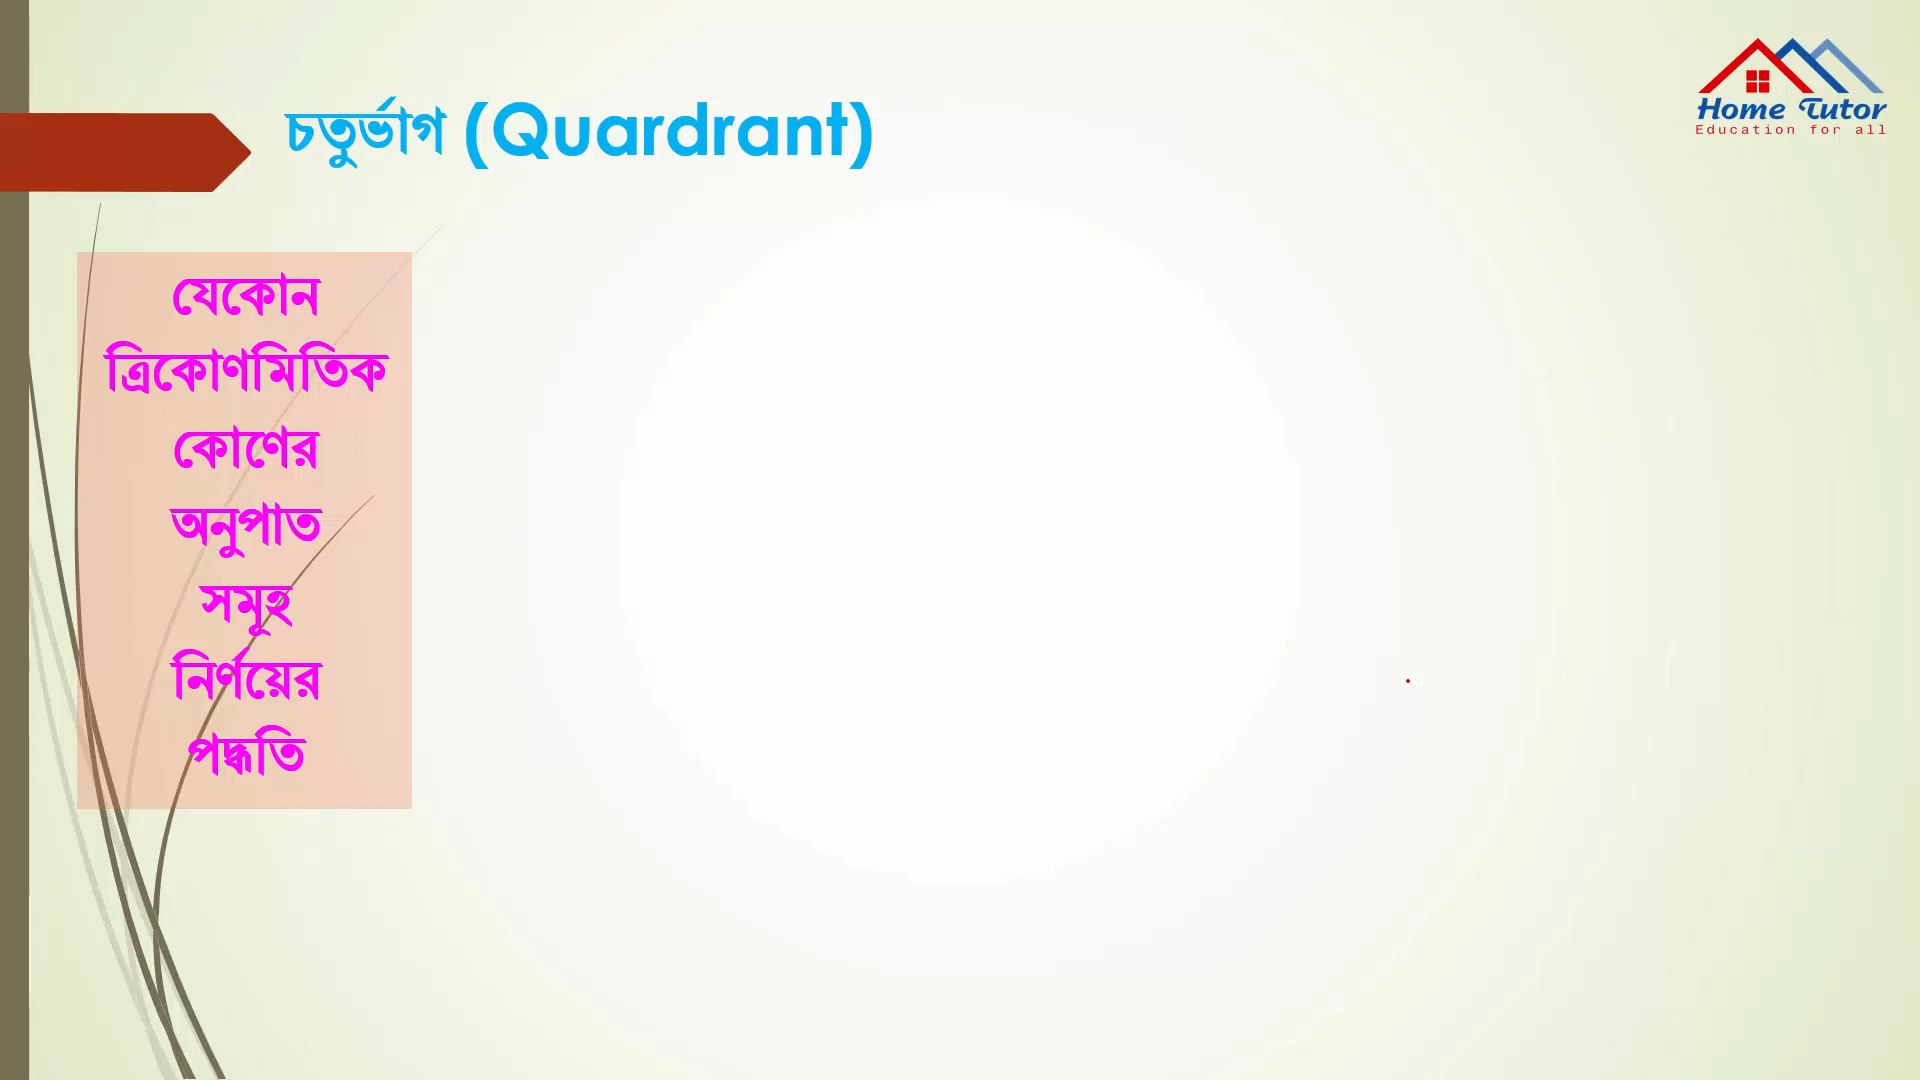 চতুর্ভাগ (Quardrant)
Home Tutor
Education for all
যেকোন
ত্রিকোণমিতিক
কোণের
অনুপাত
সমূহ
নির্ণয়ের
পদ্ধতি